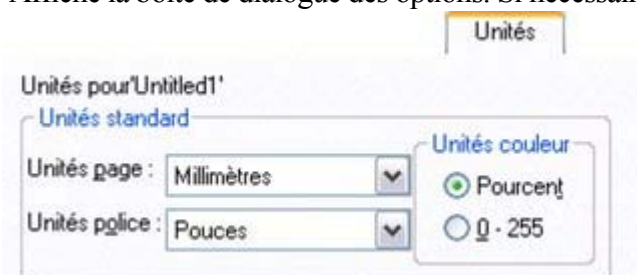 Affiche la boîte de dialogue des options. Si nécessai
Unités
Unités pour'Untitled1'
Unités standard
Unités couleur
Unités page : Millimètres
Pourcent
Unités police : Pouces
0 - 255